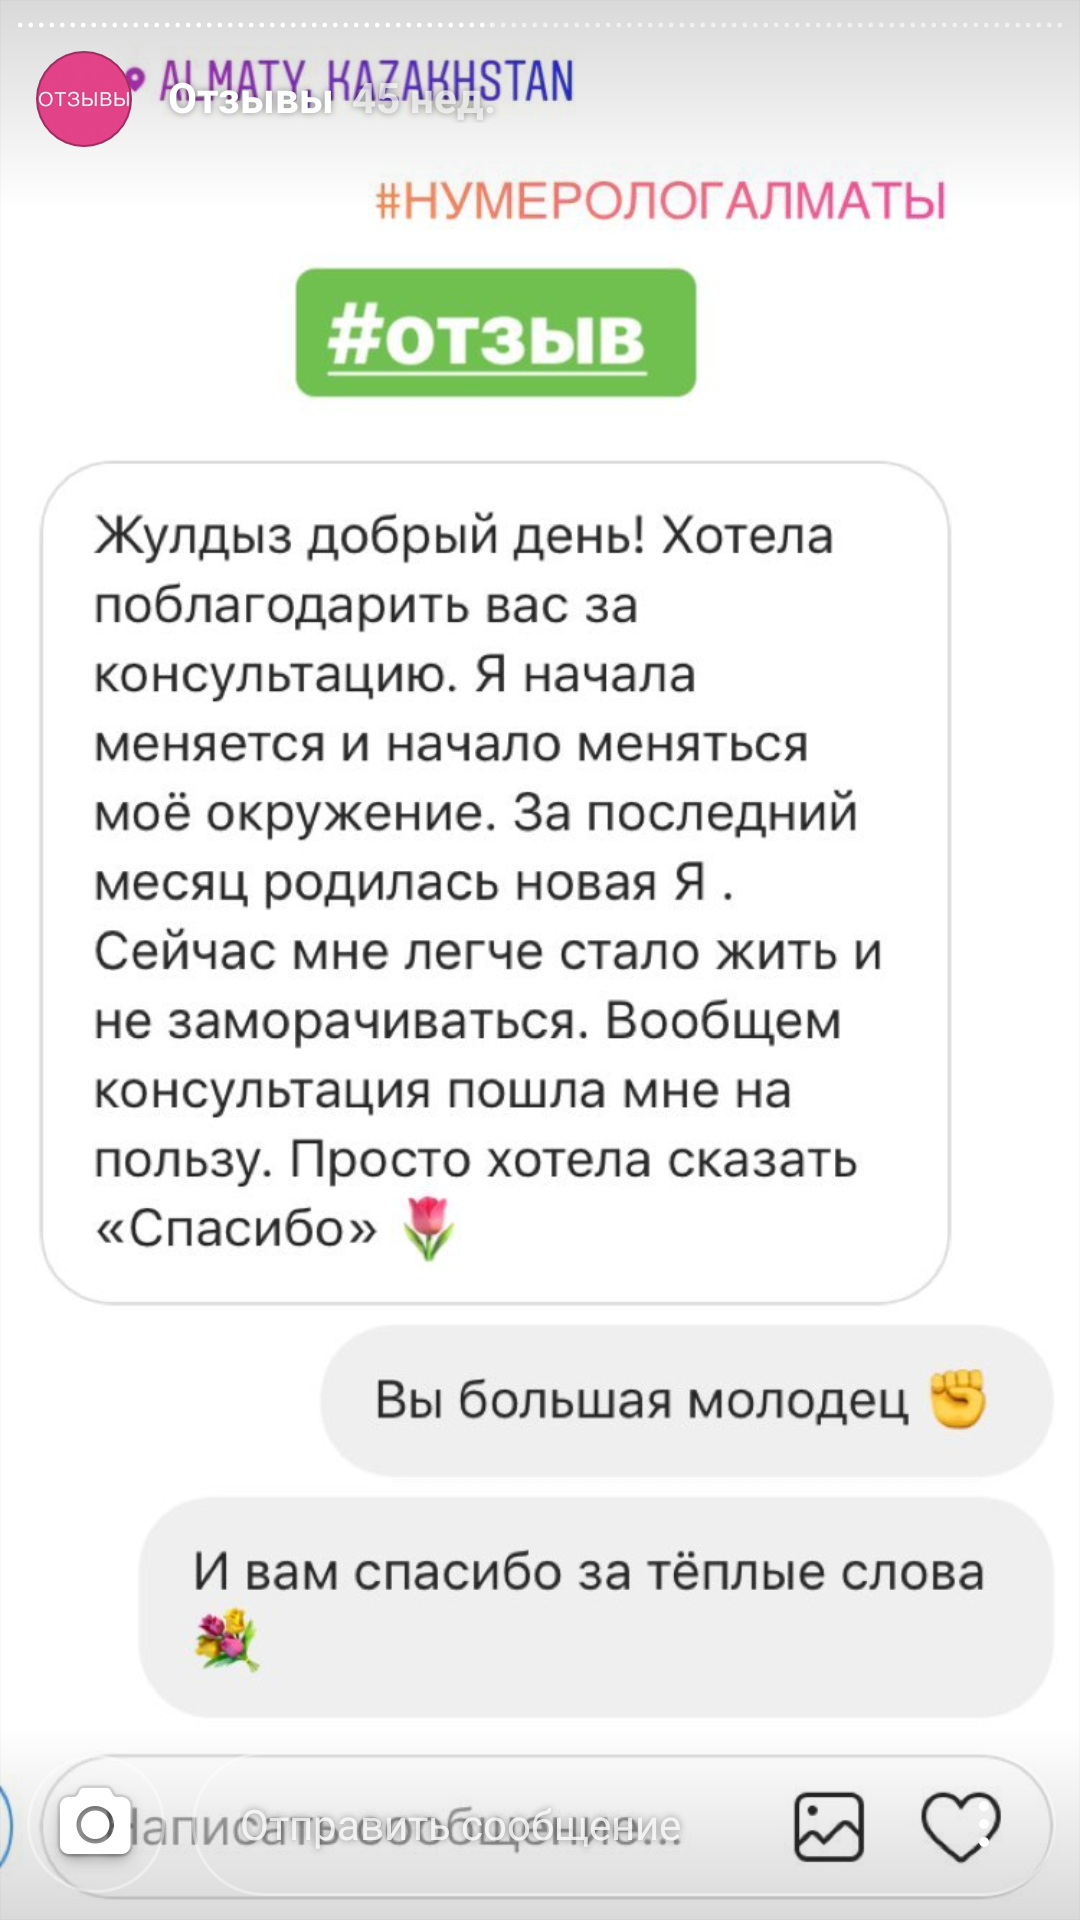 ALMATY, KAZAKHSTAN
ОТЗЫВЫ
Отзывы 45 нед.
#НУМЕРОЛОГАЛМАТЫ
#отзыв
Жулдыз добрый день! Хотела
поблагодарить вас за
консультацию. Я начала
меняется и начало меняться
моё окружение. За последний
месяц родилась новая Я .
Сейчас мне легче стало жить и
не заморачиваться. Вообщем
консультация пошла мне на
пользу. Просто хотела сказать
«Спасибо» 🌷
Вы большая молодец ✊
И вам спасибо за тёплые слова
💐
Написать сообщение...
Отправить сообщение